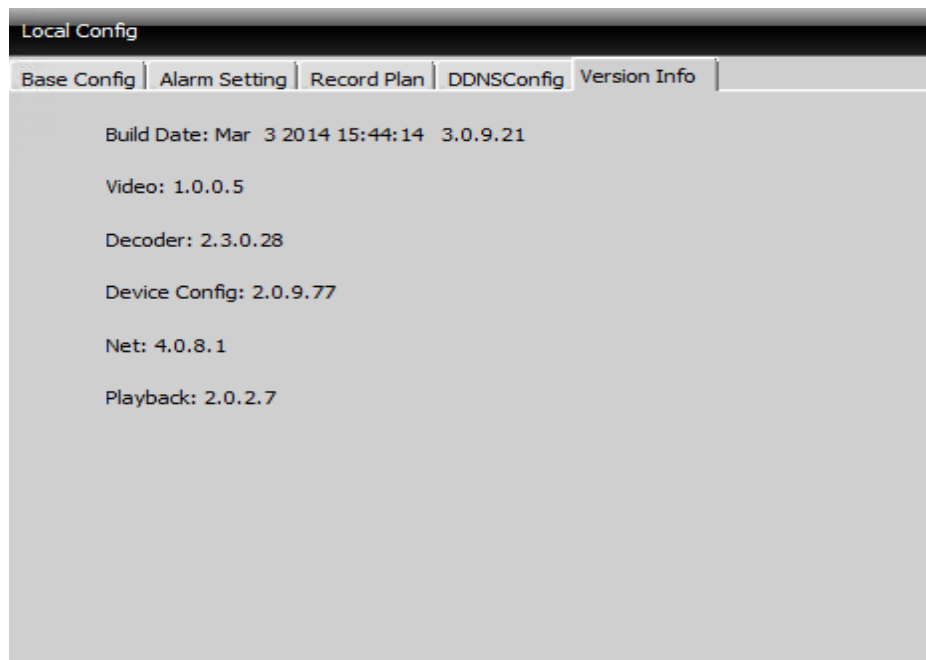 Local Config
Base Config Alarm Setting Record Plan DDNSConfig Version Info
Build Date: Mar  3 2014 15:44:14   3.0.9.21
Video: 1.0.0.5
Decoder: 2.3.0.28
Device Config: 2.0.9.77
Net: 4.0.8.1
Playback: 2.0.2.7